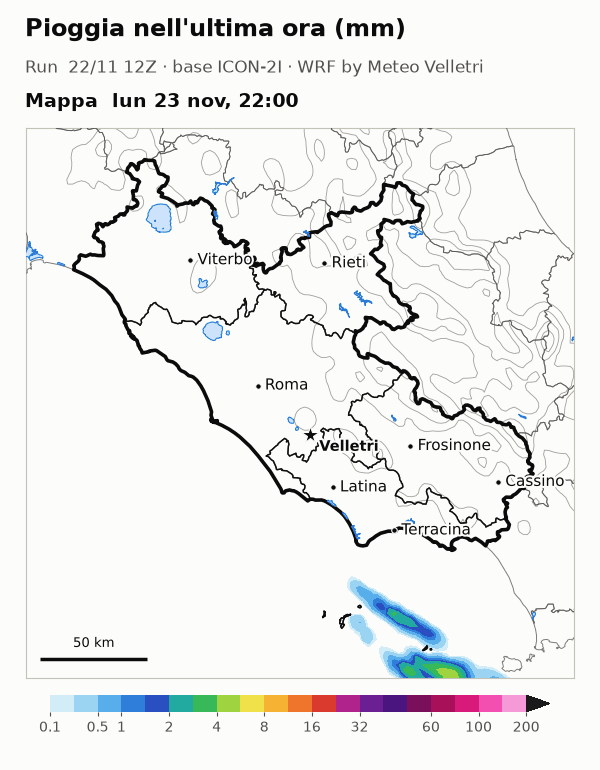 Pioggia nell'ultima ora (mm)
Run  22/11 12Z · base ICON-2I · WRF by Meteo Velletri
Mappa  lun 23 nov, 22:00
Viterbo
Rieti
Roma
Velletri
Frosinone
Latina
Cassino
Terracina
50 km
0.1 0.5 1 2 4 8 16 32 60 100 200